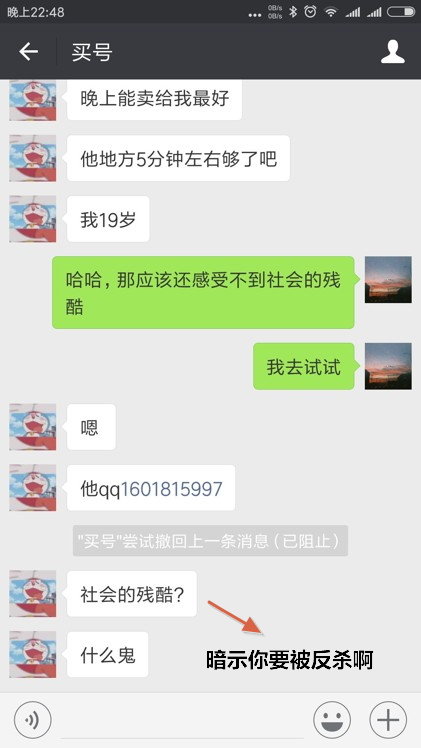 晚上22:48
... 0B/s
0B/s
买号
晚上能卖给我最好
他地方5分钟左右够了吧
我19岁
哈哈，那应该还感受不到社会的残
酷
我去试试
嗯
他qq1601815997
"买号"尝试撤回上一条消息（已阻止）
社会的残酷?
什么鬼
暗示你要被反杀啊